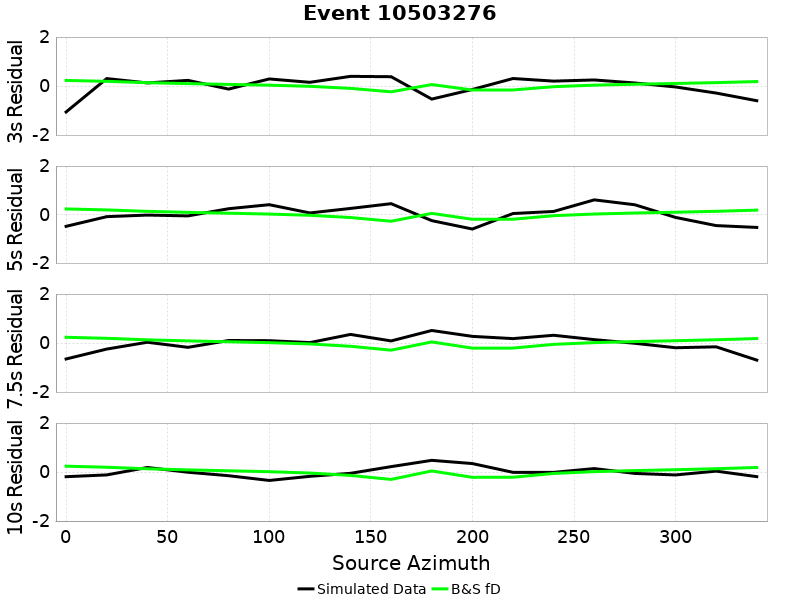 Event 10503276
3s Residual
2
0
-2
5s Residual
2
0
-2
7.5s Residual
2
0
-2
10s Residual
2
0
-2
0 50 100 150 200 250 300
Source Azimuth
Simulated Data B&S fD